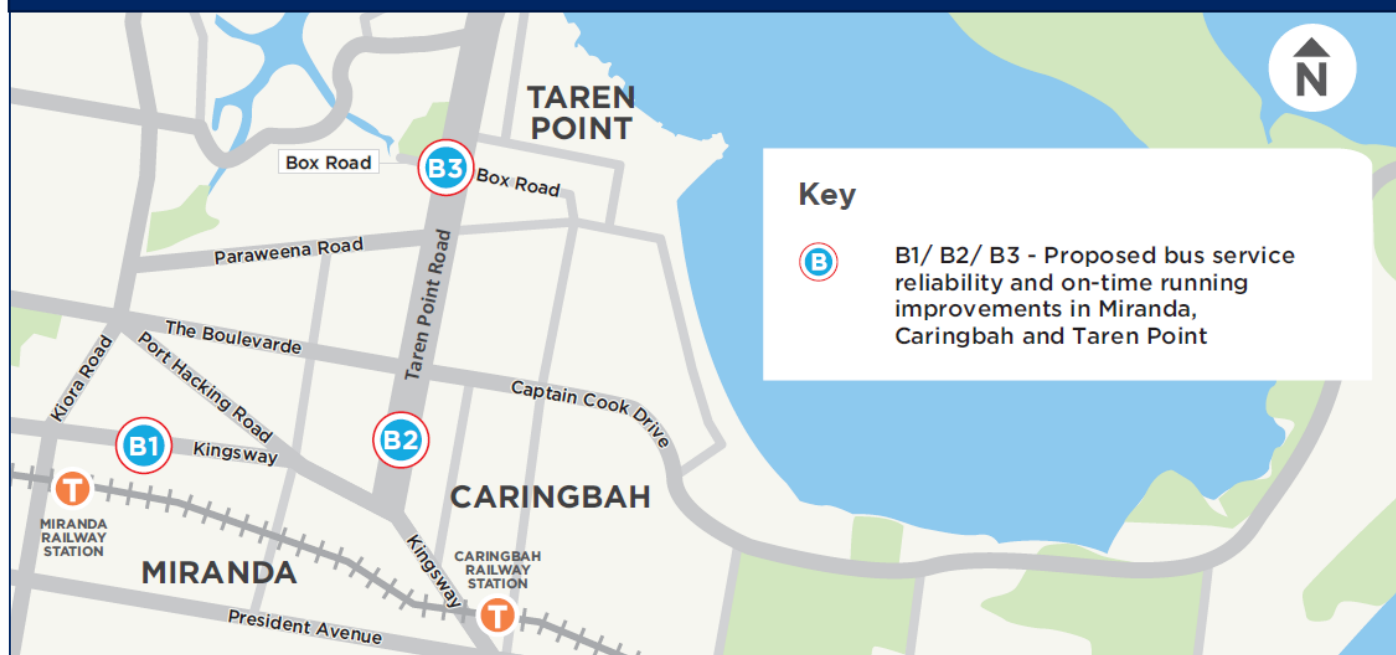 TAREN
POINT
N
Box Road
B3
Box Road
Key
Paraweena Road
B
B1/ B2/ B3 - Proposed bus service
reliability and on-time running
improvements in Miranda,
Caringbah and Taren Point
Taren Point Road
The Boulevarde
Kiora Road
Port Hacking Road
Captain Cook Drive
B1
Kingsway
B2
T
CARINGBAH
MIRANDA
RAILWAY
STATION
MIRANDA
Kingsway
CARINGBAH
RAILWAY
STATION
T
President Avenue